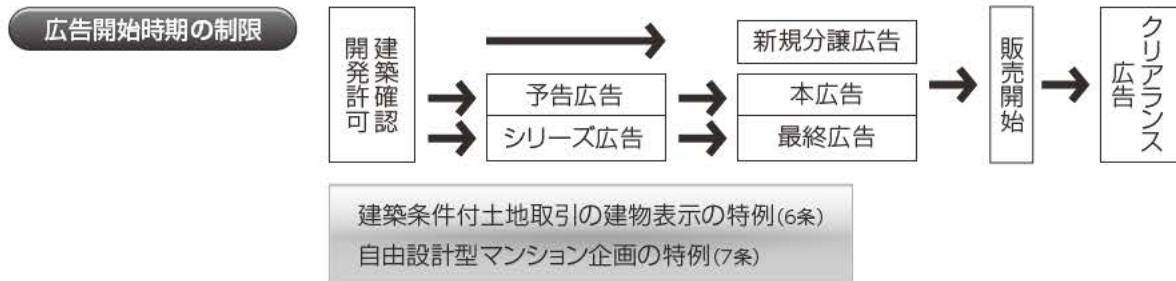 広告開始時期の制限
建築確認
開発許可
新規分譲広告
予告広告
本広告
シリーズ広告
最終広告
販売開始
クリアランス
広告
建築条件付土地取引の建物表示の特例(6条)
自由設計型マンション企画の特例(7条)